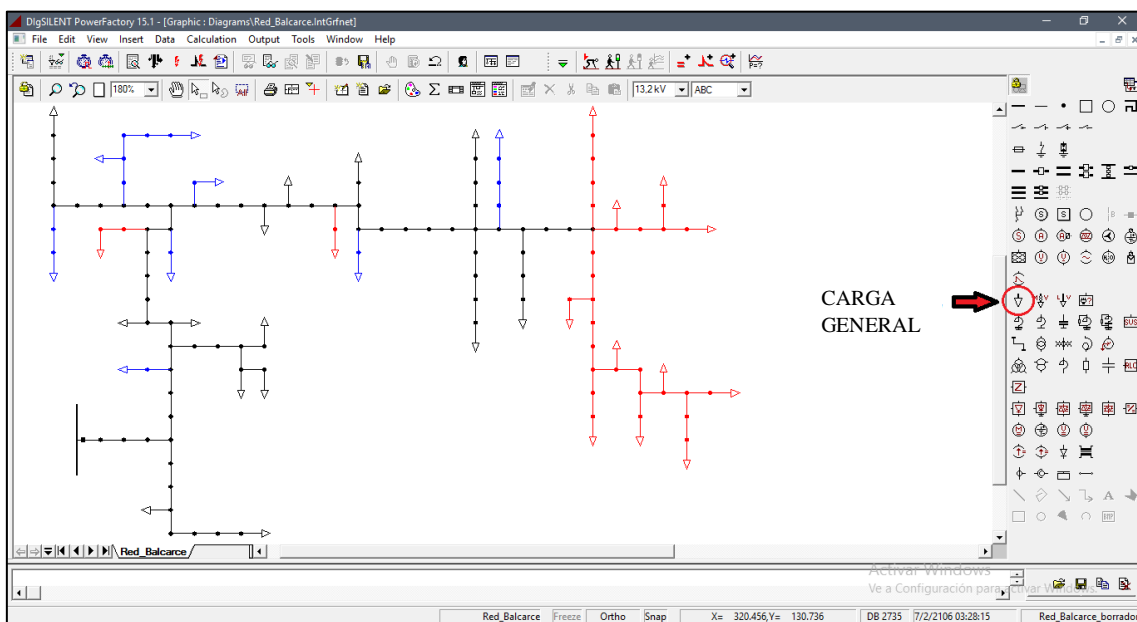 DIgSILENT PowerFactory 15.1 - [Graphic : Diagrams\Red_Balcarce.IntGrfnet]
File Edit View Insert Data Calculation Output Tools Window Help
180%
13,2 kV
ABC
CARGA
GENERAL
Red_Balcarce
Activar Windows
Ve a Configuración para activar Windows.
Red_Balcarce Freeze Ortho Snap X= 320.456,Y= 130.736 DB 2735 7/2/2106 03:28:15 Red_Balcarce_borrador